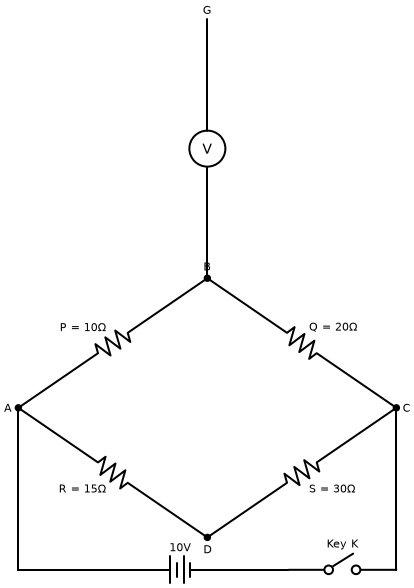 G
V
B
P = 10Ω
Q = 20Ω
A
C
R = 15Ω
S = 30Ω
10V
D
Key K